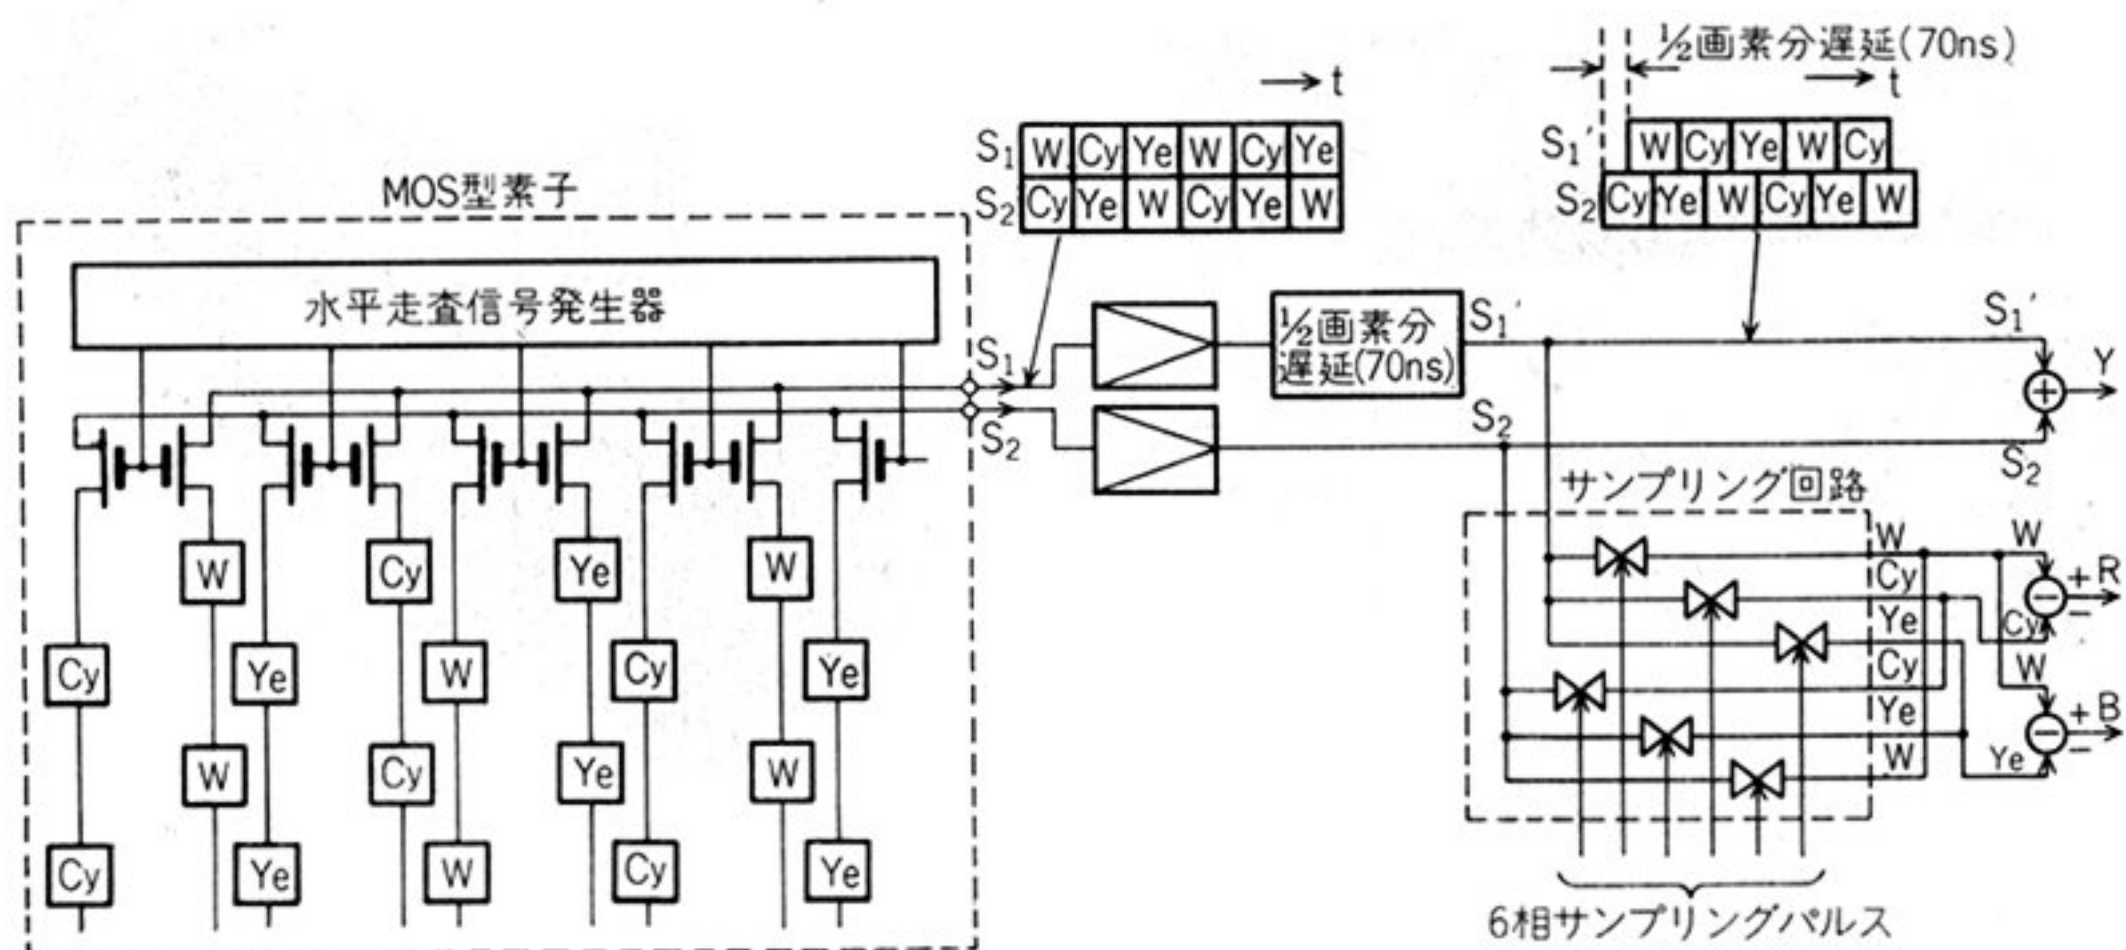 ½画素分遅延(70ns)
→t
→t
S₁ W Cy Ye W Cy Ye
S₂ Cy Ye W Cy Ye W
S₁′ W Cy Ye W Cy
S₂ Cy Ye W Cy Ye W
MOS型素子
水平走査信号発生器
S₁
S₂
½画素分
遅延(70ns)
S₁′
S₂
S₁′
Y
S₂
サンプリング回路
W
Cy
Ye
Cy
Ye
W
W
+R
−
Cy
W
+B
−
Ye
W Cy Ye W
Cy Ye W Cy Ye
W Cy Ye W
Cy Ye W Cy Ye
6相サンプリングパルス